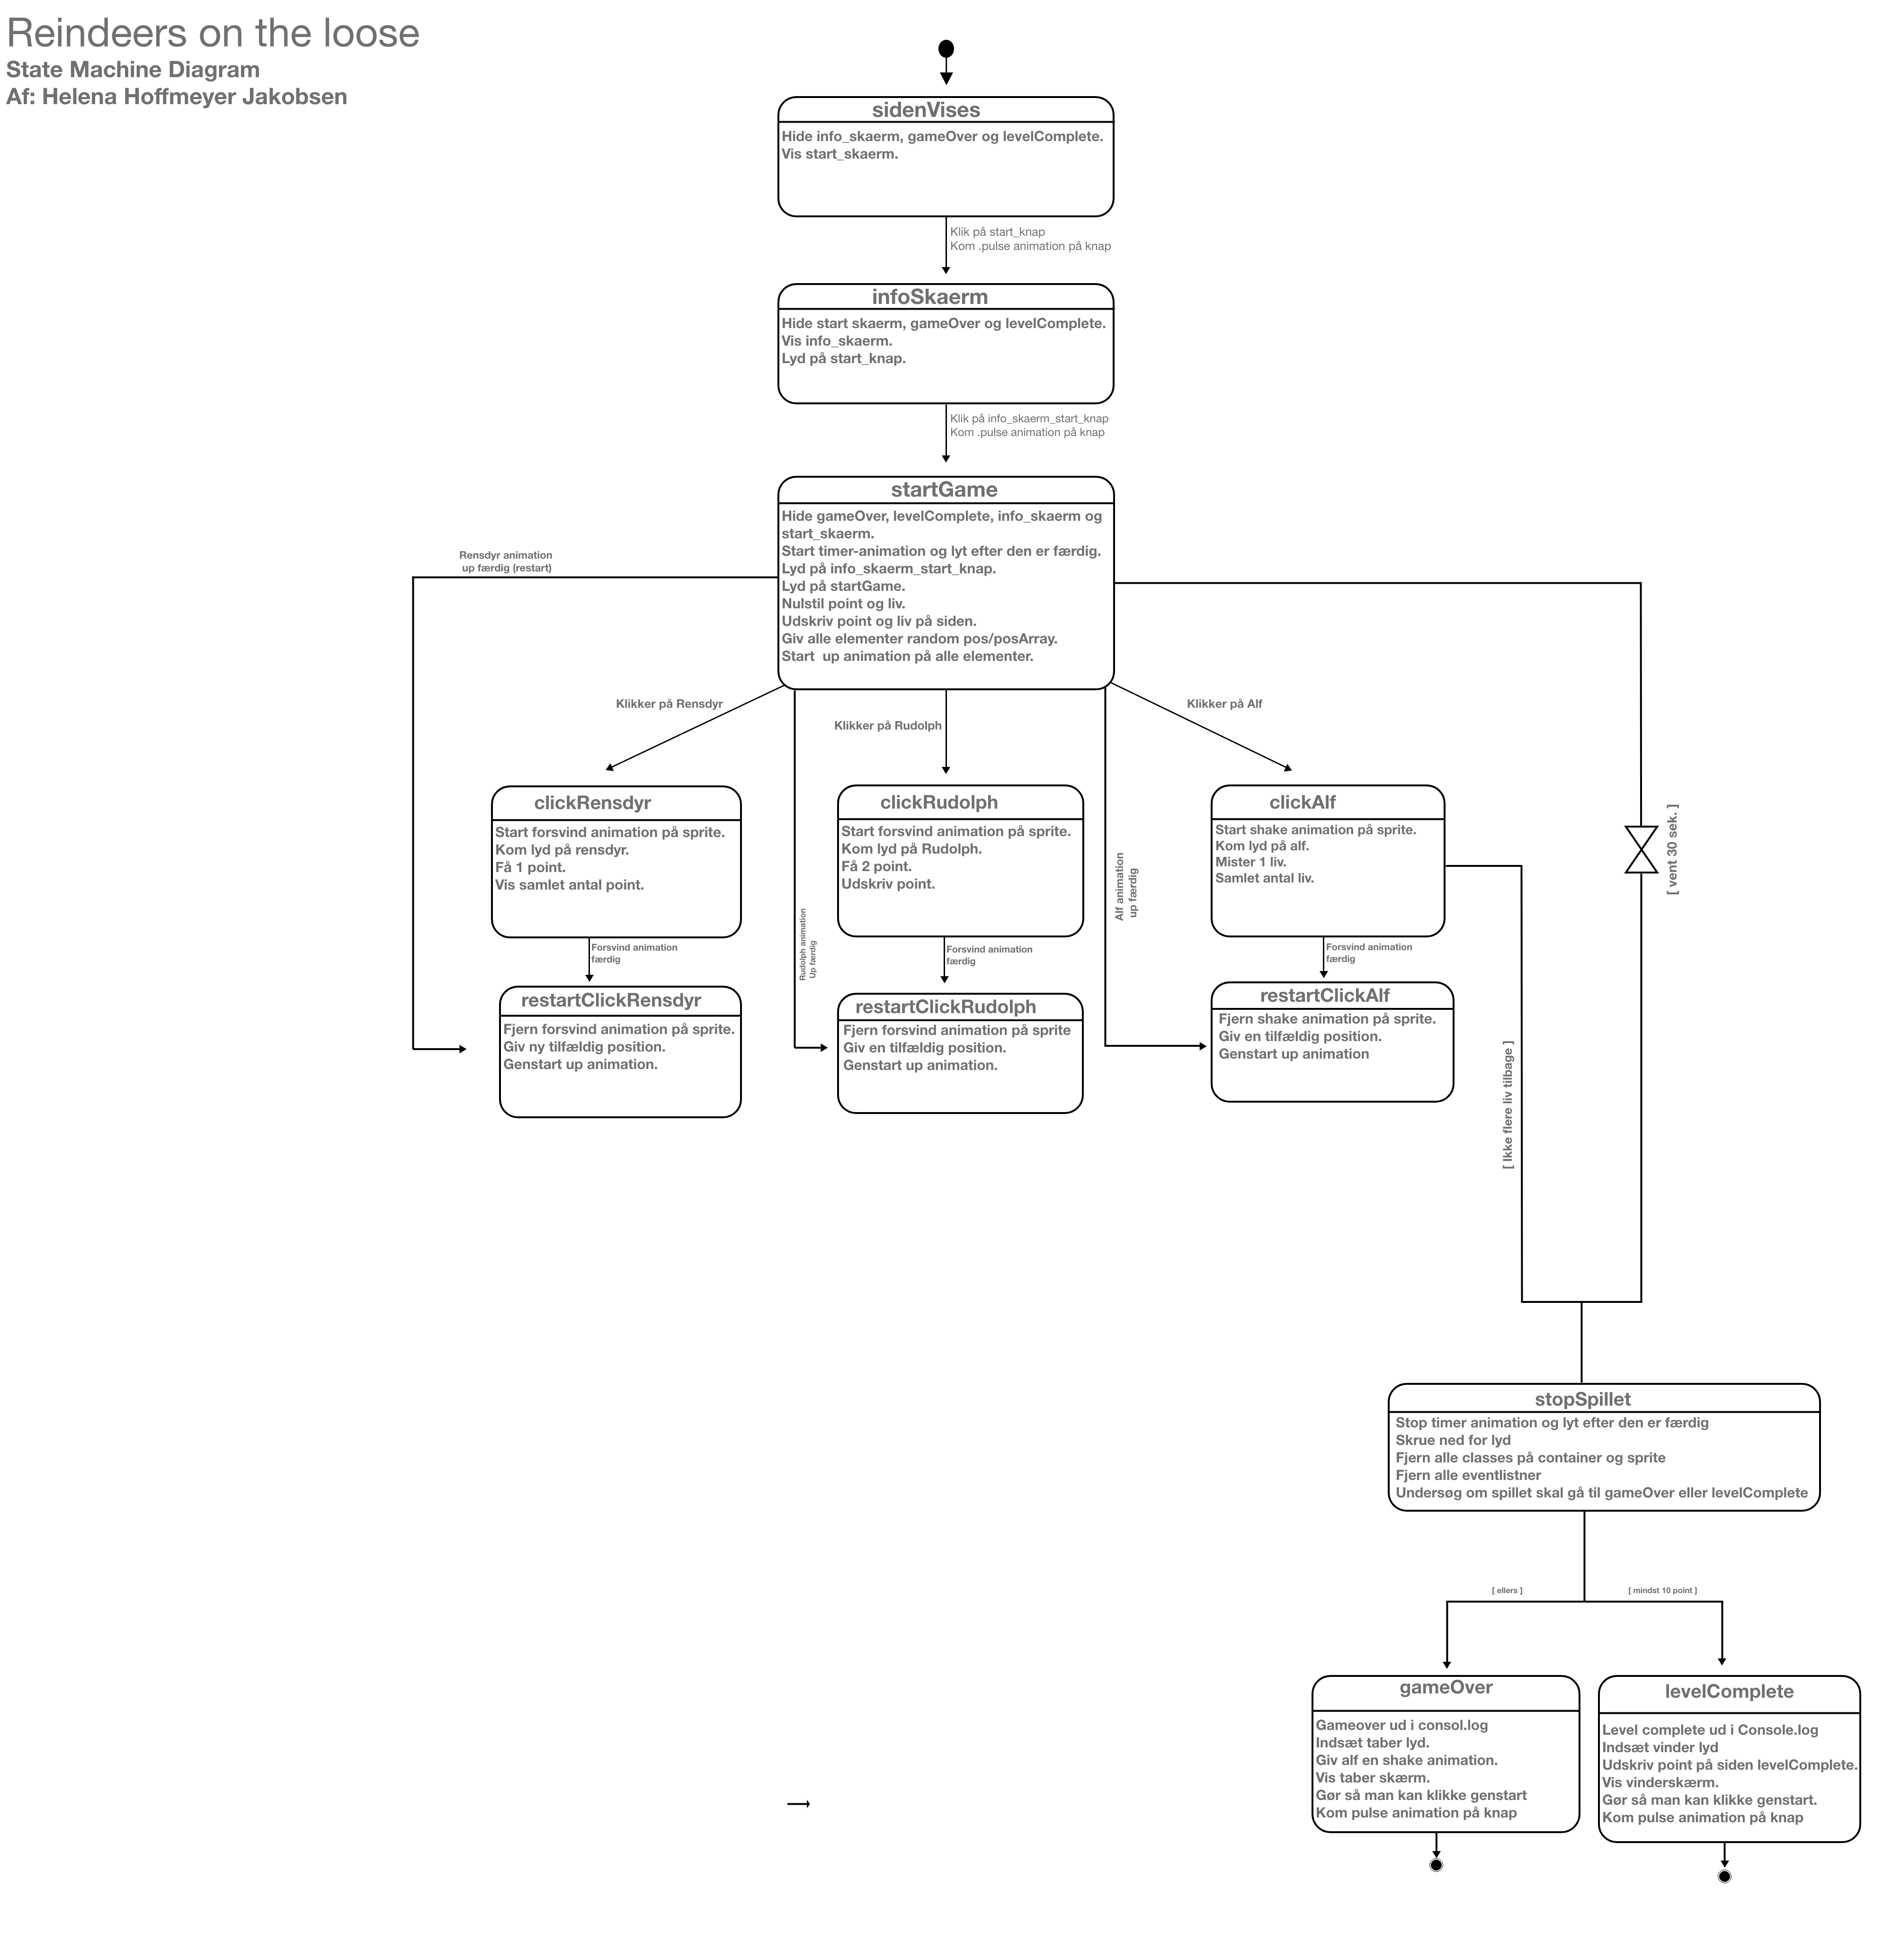 Reindeers on the loose
State Machine Diagram
Af: Helena Hoffmeyer Jakobsen
sidenVises
Hide info_skaerm, gameOver og levelComplete.
Vis start_skaerm.
Klik på start_knap
Kom .pulse animation på knap
infoSkaerm
Hide start skaerm, gameOver og levelComplete.
Vis info_skaerm.
Lyd på start_knap.
Klik på info_skaerm_start_knap
Kom .pulse animation på knap
startGame
Hide gameOver, levelComplete, info_skaerm og
start_skaerm.
Start timer-animation og lyt efter den er færdig.
Lyd på info_skaerm_start_knap.
Lyd på startGame.
Nulstil point og liv.
Udskriv point og liv på siden.
Giv alle elementer random pos/posArray.
Start  up animation på alle elementer.
Rensdyr animation
up færdig (restart)
Klikker på Rensdyr
Klikker på Rudolph
Klikker på Alf
clickRensdyr
Start forsvind animation på sprite.
Kom lyd på rensdyr.
Få 1 point.
Vis samlet antal point.
Forsvind animation
færdig
restartClickRensdyr
Fjern forsvind animation på sprite.
Giv ny tilfældig position.
Genstart up animation.
Rudolph animation
Up færdig
clickRudolph
Start forsvind animation på sprite.
Kom lyd på Rudolph.
Få 2 point.
Udskriv point.
Forsvind animation
færdig
restartClickRudolph
Fjern forsvind animation på sprite
Giv en tilfældig position.
Genstart up animation.
Alf animation
up færdig
clickAlf
Start shake animation på sprite.
Kom lyd på alf.
Mister 1 liv.
Samlet antal liv.
Forsvind animation
færdig
restartClickAlf
Fjern shake animation på sprite.
Giv en tilfældig position.
Genstart up animation
[ Ikke flere liv tilbage ]
[ vent 30 sek. ]
stopSpillet
Stop timer animation og lyt efter den er færdig
Skrue ned for lyd
Fjern alle classes på container og sprite
Fjern alle eventlistner
Undersøg om spillet skal gå til gameOver eller levelComplete
[ ellers ]
[ mindst 10 point ]
gameOver
Gameover ud i consol.log
Indsæt taber lyd.
Giv alf en shake animation.
Vis taber skærm.
Gør så man kan klikke genstart
Kom pulse animation på knap
levelComplete
Level complete ud i Console.log
Indsæt vinder lyd
Udskriv point på siden levelComplete.
Vis vinderskærm.
Gør så man kan klikke genstart.
Kom pulse animation på knap